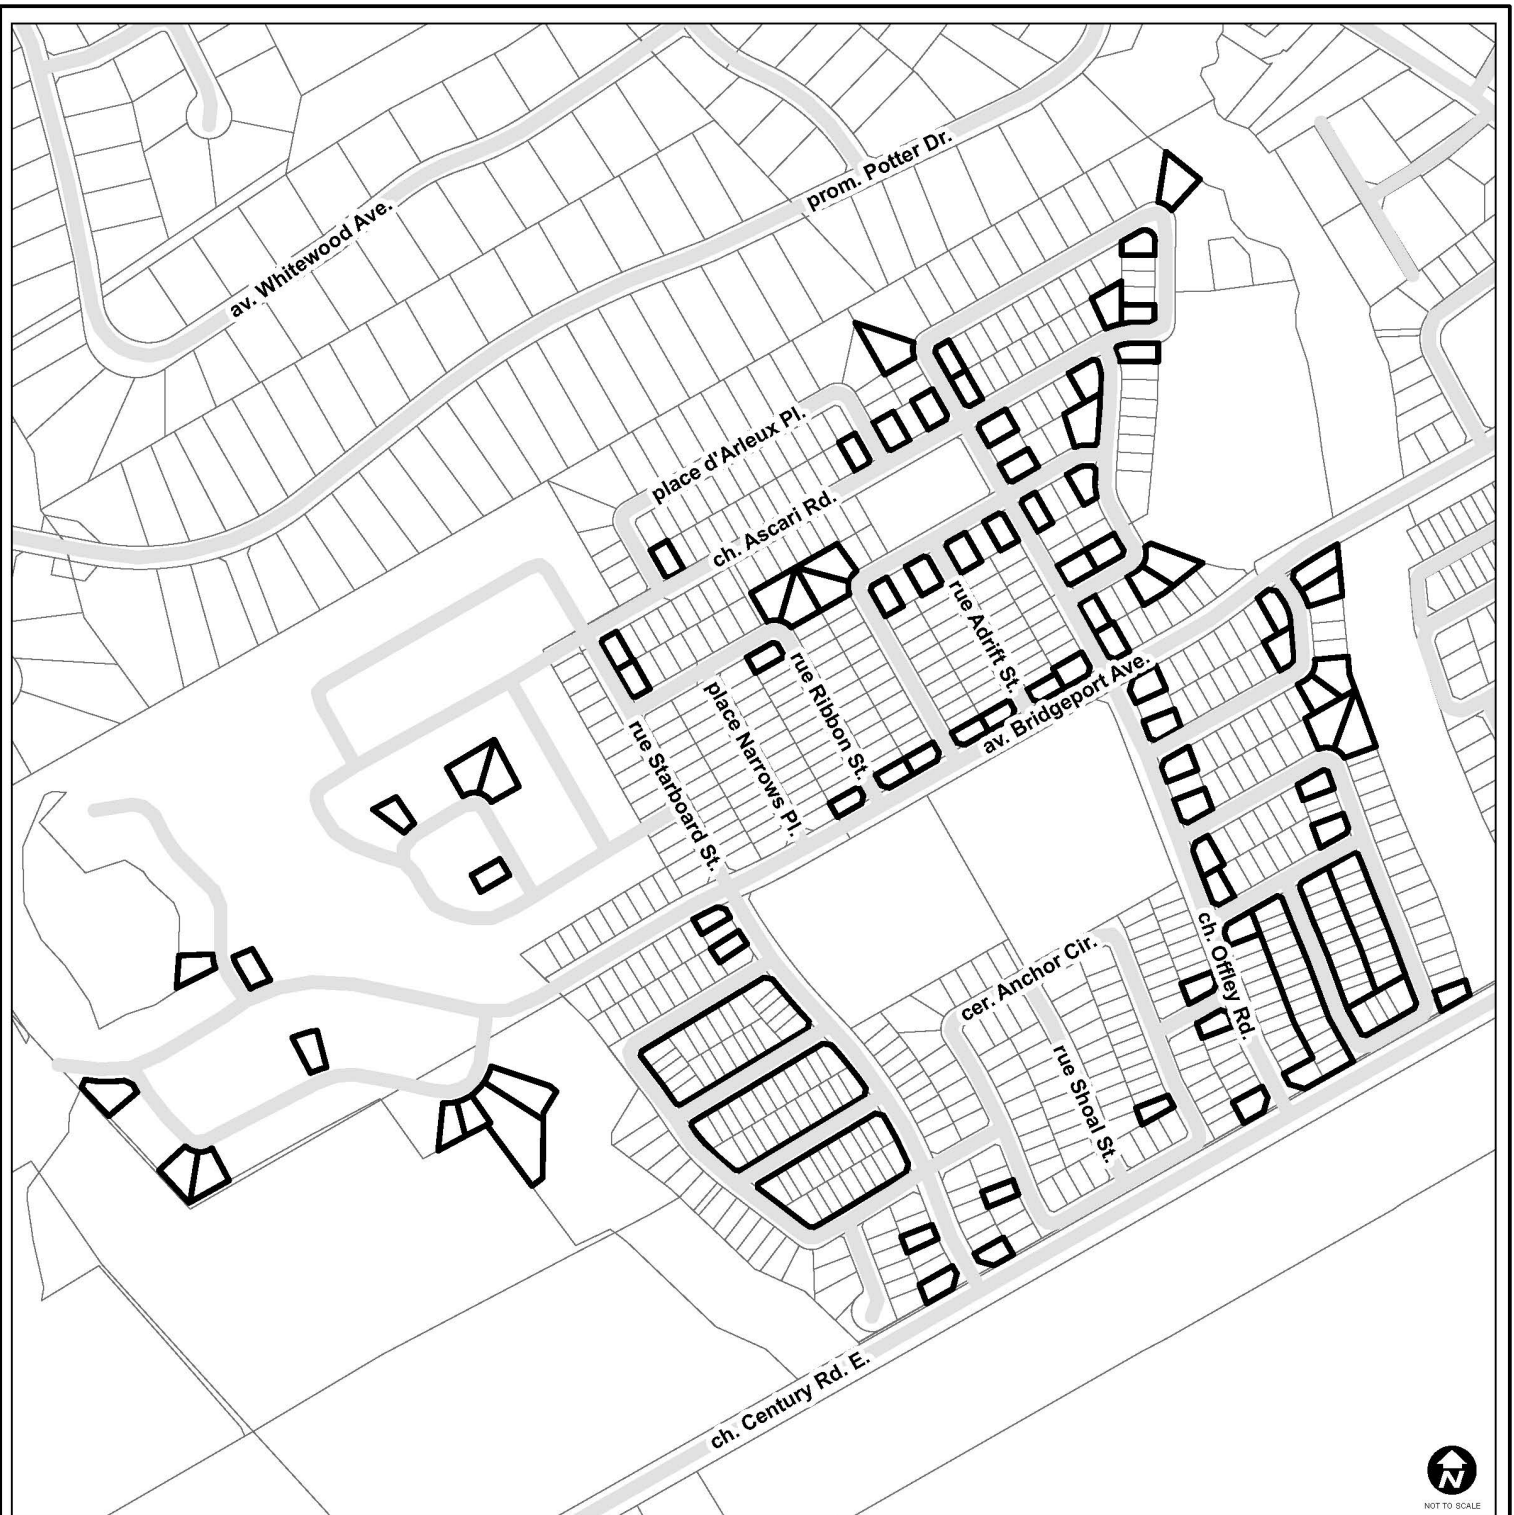 prom. Potter Dr.
av. Whitewood Ave.
place d'Arleux Pl.
ch. Ascari Rd.
rue Adrift St.
rue Ribbon St.
place Narrows Pl.
rue Starboard St.
av. Bridgeport Ave.
ch. Offley Rd.
cer. Anchor Cir.
rue Shoal St.
ch. Century Rd. E.
N
NOT TO SCALE